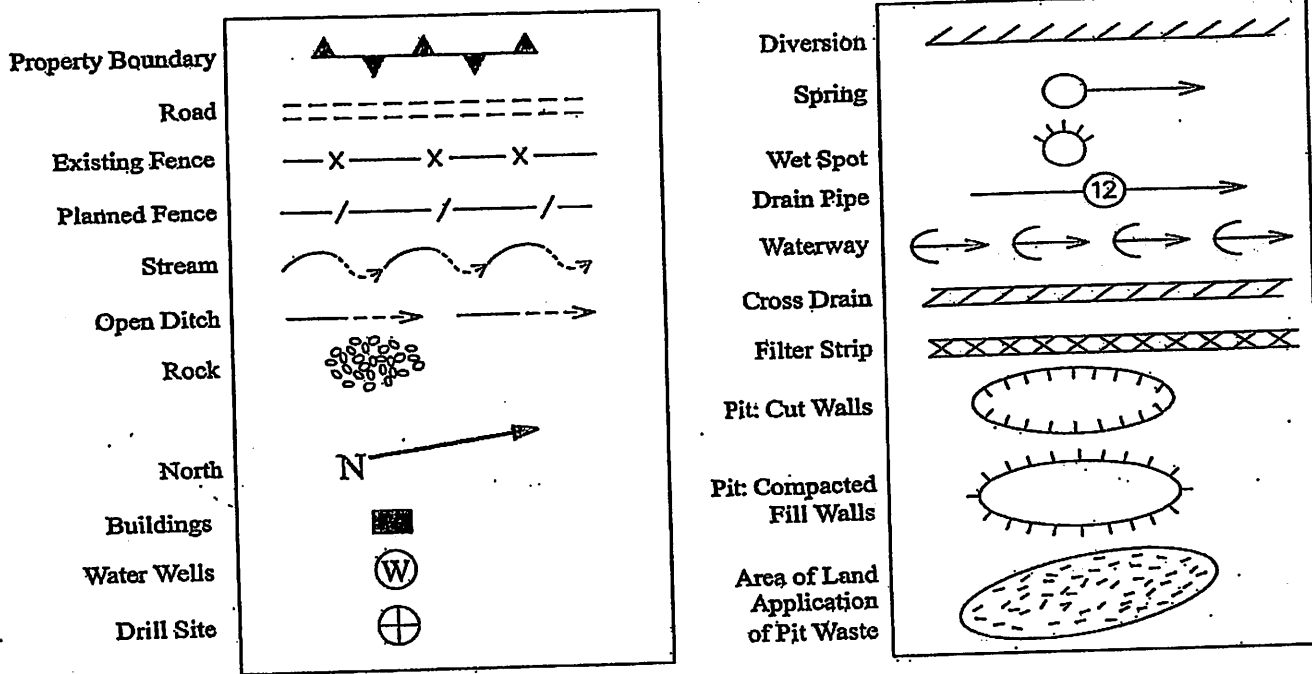 Property Boundary
Road
Existing Fence
X X X
Planned Fence
Stream
Open Ditch
Rock
North
N
Buildings
Water Wells
W
Drill Site
Diversion
Spring
Wet Spot
Drain Pipe
12
Waterway
Cross Drain
Filter Strip
Pit: Cut Walls
Pit: Compacted
Fill Walls
Area of Land
Application
of Pit Waste